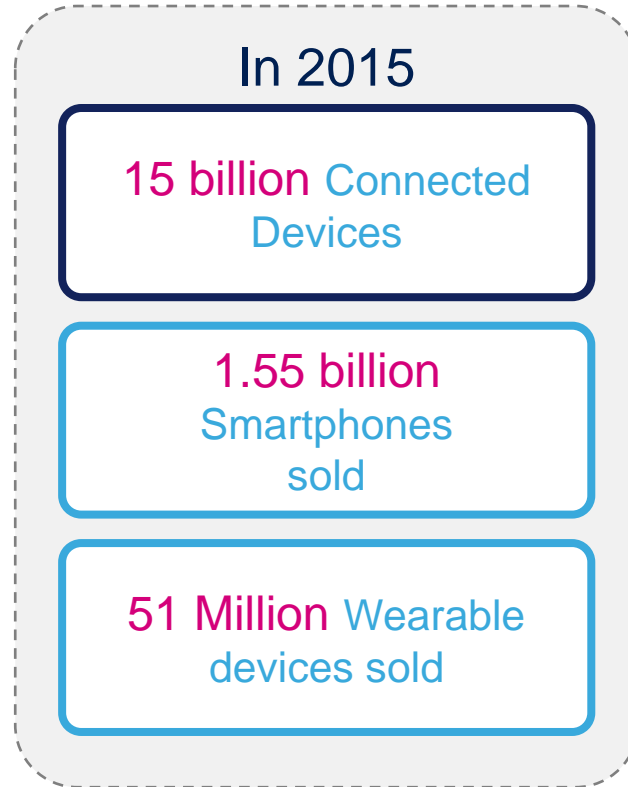 In 2015
15 billion Connected
Devices
1.55 billion
Smartphones
sold
51 Million Wearable
devices sold